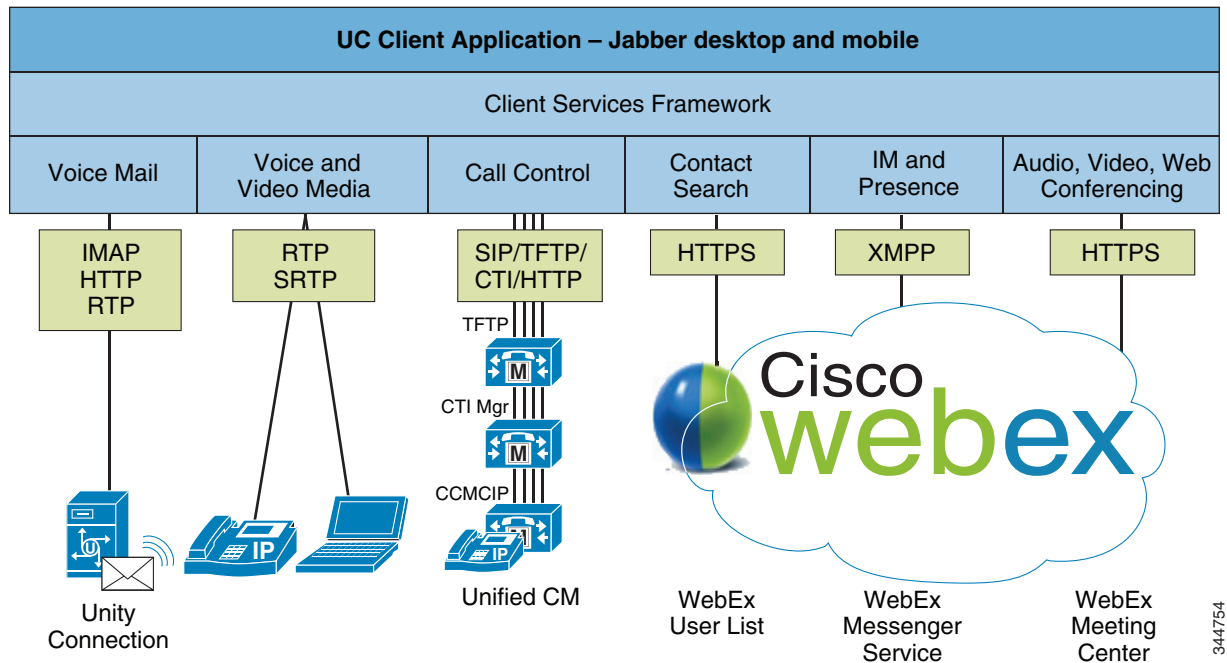 UC Client Application – Jabber desktop and mobile
Client Services Framework
Voice Mail
Voice and
Video Media
Call Control
Contact
Search
IM and
Presence
Audio, Video, Web
Conferencing
IMAP
HTTP
RTP
RTP
SRTP
SIP/TFTP/
CTI/HTTP
HTTPS
XMPP
HTTPS
TFTP
M
CTI Mgr
M
CCMCIP
M
IP
Cisco
webex
U
IP
Unity
Connection
Unified CM
WebEx
User List
WebEx
Messenger
Service
WebEx
Meeting
Center
344754